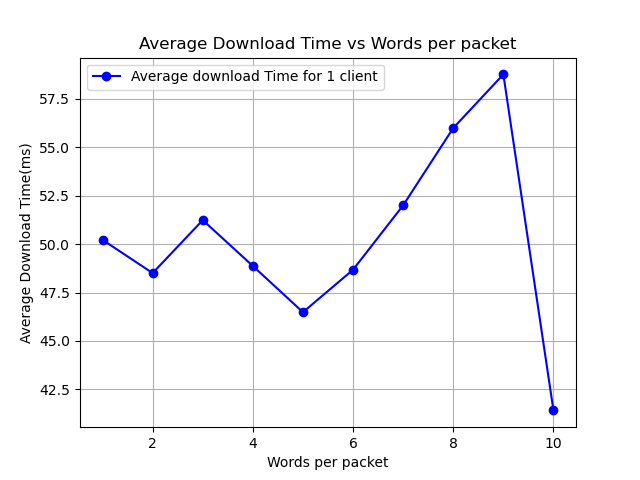 Average Download Time vs Words per packet
Average download Time for 1 client
Average Download Time(ms)
57.5
55.0
52.5
50.0
47.5
45.0
42.5
2 4 6 8 10
Words per packet